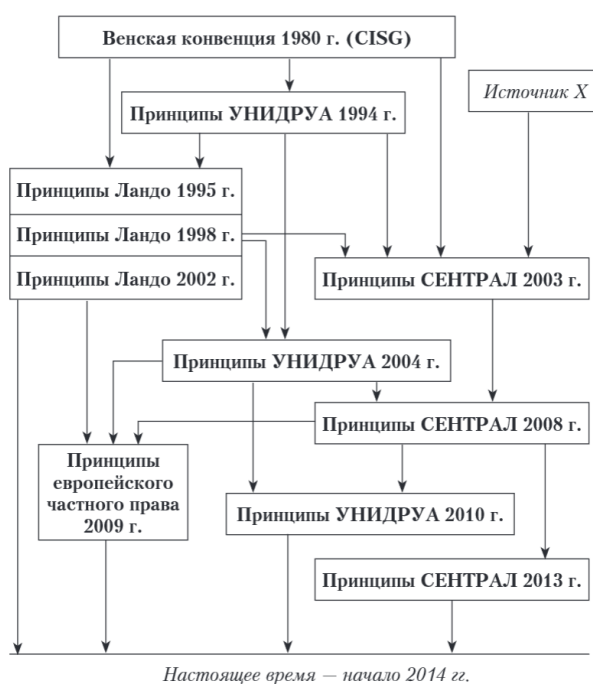 Венская конвенция 1980 г. (CISG)
Источник X
Принципы УНИДРУА 1994 г.
Принципы Ландо 1995 г.
Принципы Ландо 1998 г.
Принципы Ландо 2002 г.
Принципы СЕНТРАЛ 2003 г.
Принципы УНИДРУА 2004 г.
Принципы СЕНТРАЛ 2008 г.
Принципы
европейского
частного права
2009 г.
Принципы УНИДРУА 2010 г.
Принципы СЕНТРАЛ 2013 г.
Настоящее время — начало 2014 гг.